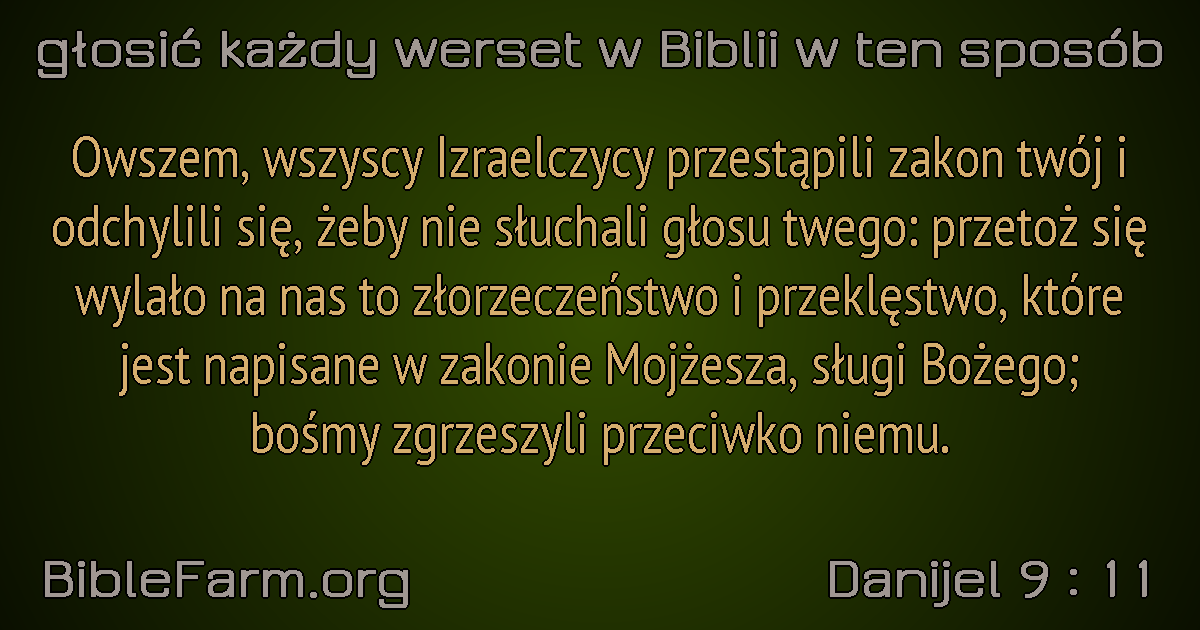 głosić każdy werset w Biblii w ten sposób
Owszem, wszyscy Izraelczycy przestąpili zakon twój i
odchylili się, żeby nie słuchali głosu twego: przetoż się
wylało na nas to złorzeczeństwo i przeklęstwo, które
jest napisane w zakonie Mojżesza, sługi Bożego;
bośmy zgrzeszyli przeciwko niemu.
BibleFarm.org
Danijel 9 : 11